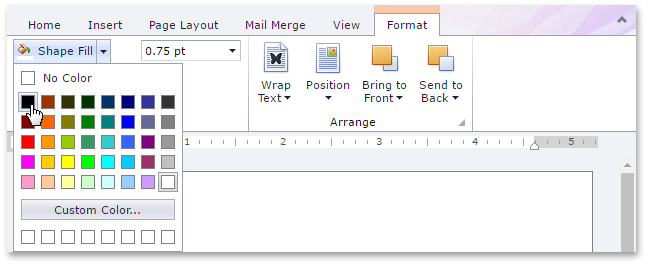 Home Insert Page Layout Mail Merge View Format
Shape Fill 0.75 pt
No Color
Wrap Text
Position
Bring to Front
Send to Back
Arrange
1 2 3 4 5
Custom Color...